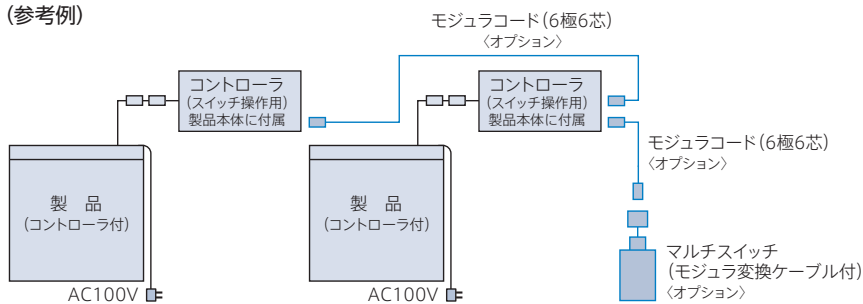 (参考例)
モジュラコード(6極6芯)
〈オプション〉
コントローラ
(スイッチ操作用)
製品本体に付属
コントローラ
(スイッチ操作用)
製品本体に付属
モジュラコード(6極6芯)
〈オプション〉
製 品
(コントローラ付)
製 品
(コントローラ付)
マルチスイッチ
(モジュラ変換ケーブル付)
〈オプション〉
AC100V
AC100V